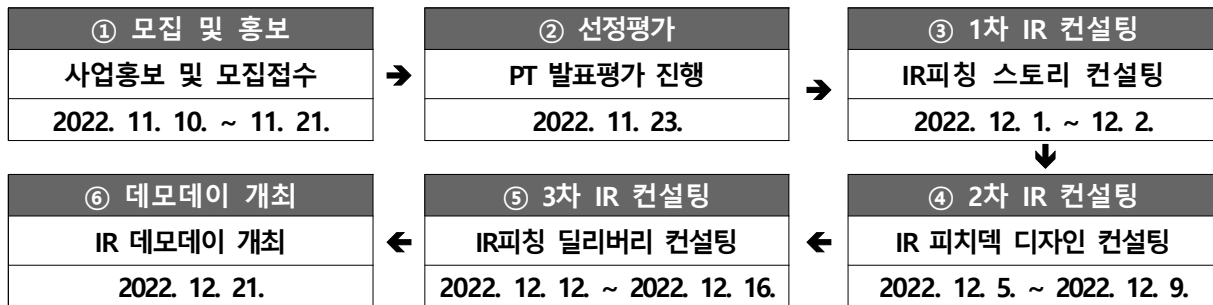 ① 모집 및 홍보
사업홍보 및 모집접수
2022. 11. 10. ~ 11. 21.
➔
② 선정평가
PT 발표평가 진행
2022. 11. 23.
➔
③ 1차 IR 컨설팅
IR피칭 스토리 컨설팅
2022. 12. 1. ~ 12. 2.
④ 2차 IR 컨설팅
IR 피치덱 디자인 컨설팅
2022. 12. 5. ~ 2022. 12. 9.
⑤ 3차 IR 컨설팅
IR피칭 딜리버리 컨설팅
2022. 12. 12. ~ 2022. 12. 16.
⑥ 데모데이 개최
IR 데모데이 개최
2022. 12. 21.